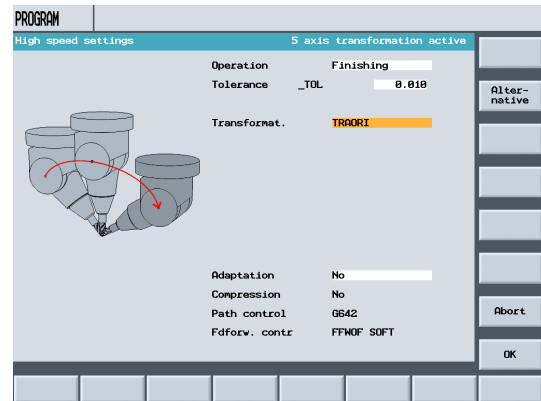 PROGRAM
High speed settings 5 axis transformation active
Operation Finishing
Tolerance _TOL 0.010
Alter-
native
Transformat. TRAORI
Adaptation No
Compression No
Path control G642
Abort
Fdforw. contr FFWOF SOFT
OK